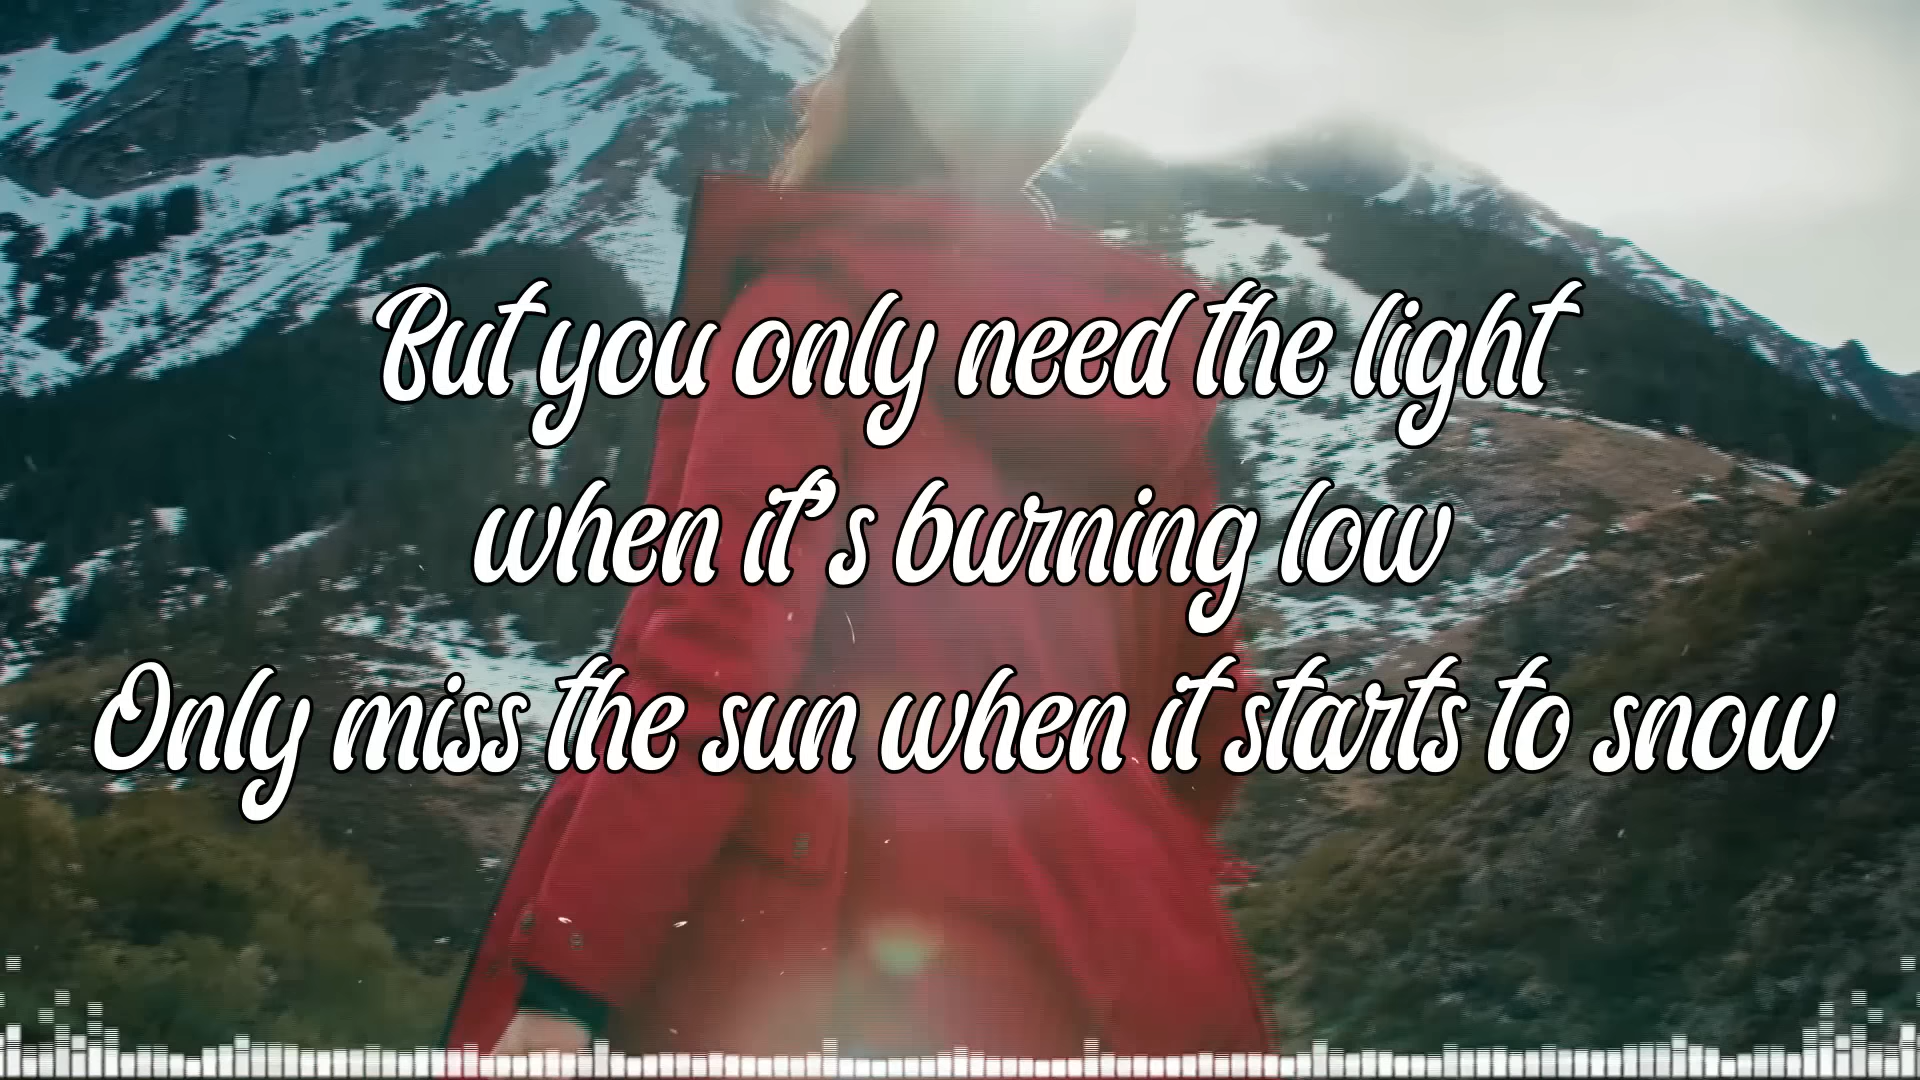 But you only need the light
when it's burning low
Only miss the sun when it starts to snow